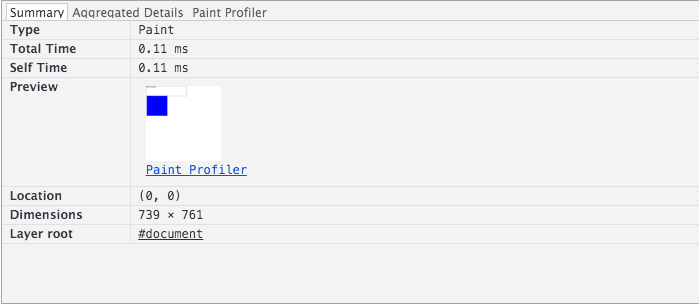 Summary Aggregated Details Paint Profiler
Type Paint
Total Time 0.11 ms
Self Time 0.11 ms
Preview
Paint Profiler
Location (0, 0)
Dimensions 739 × 761
Layer root #document